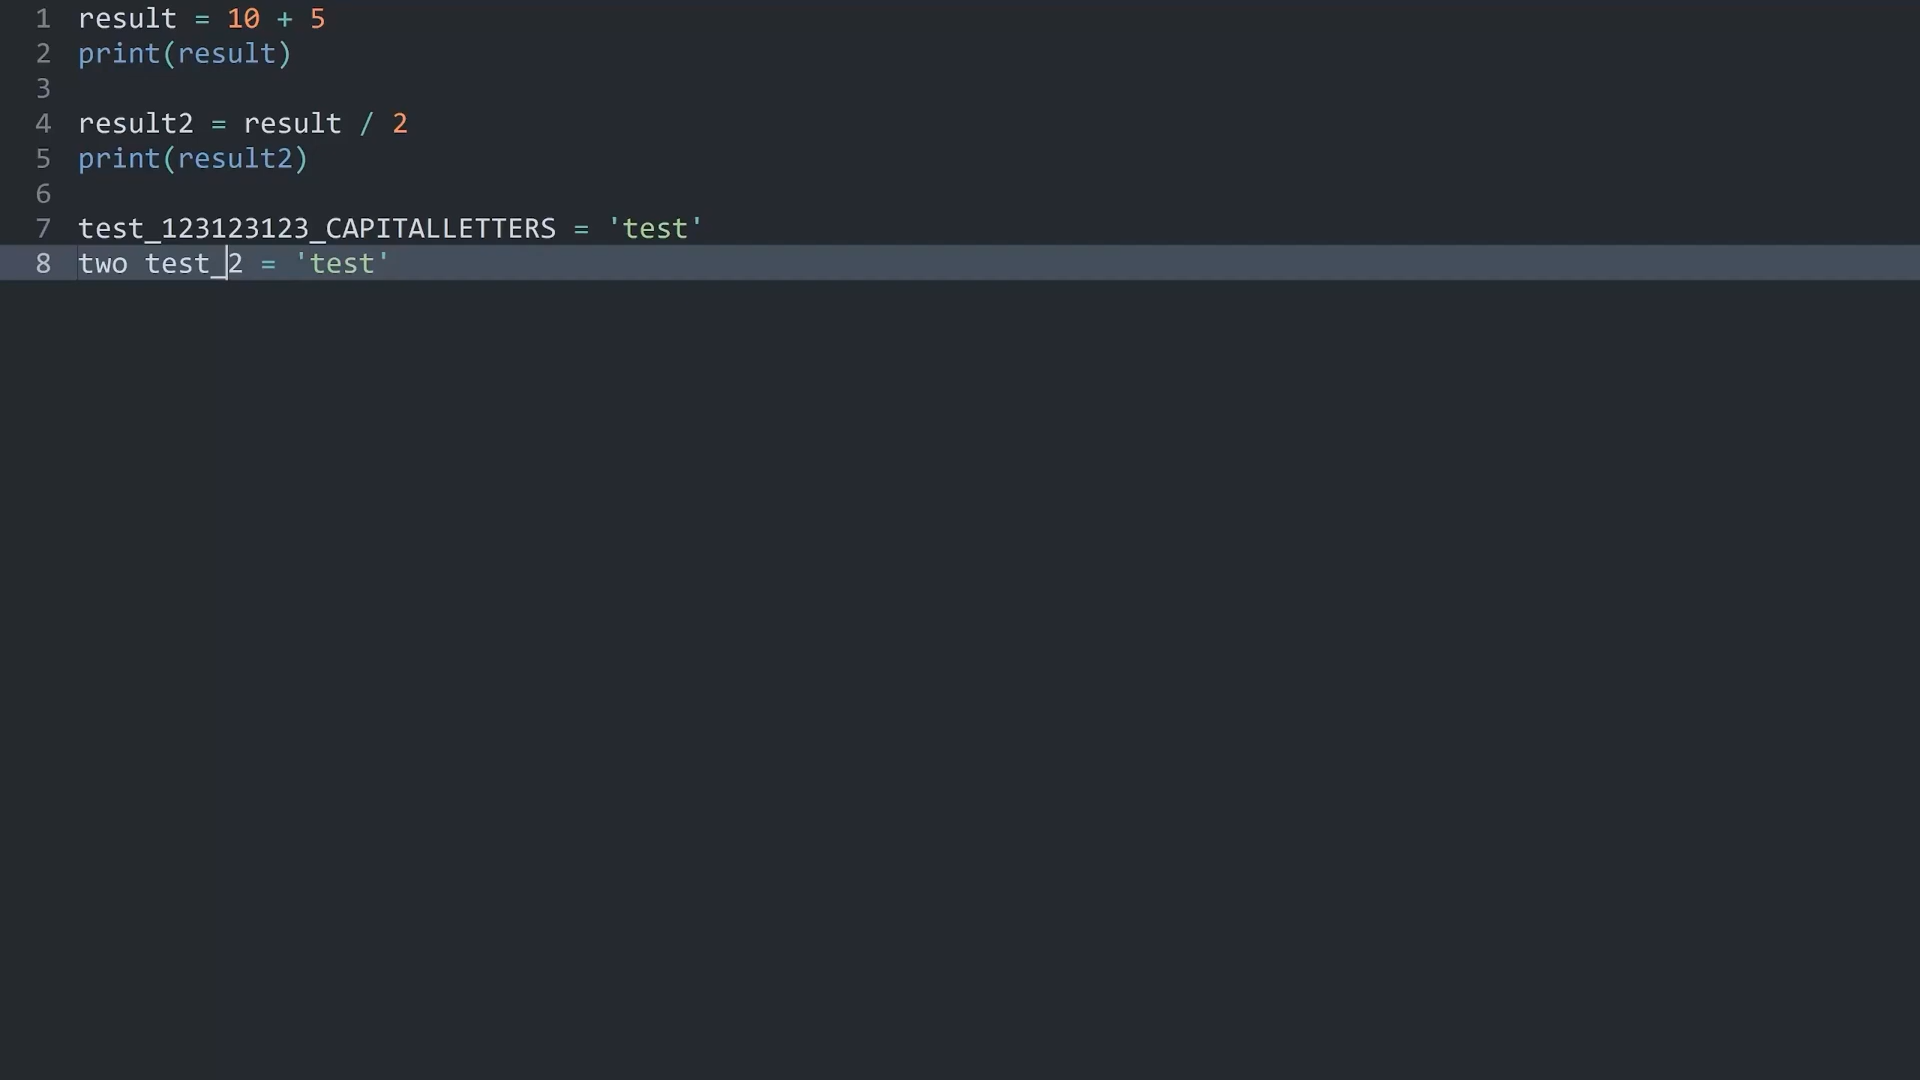 1 result = 10 + 5
2 print(result)
3
4 result2 = result / 2
5 print(result2)
6
7 test_123123123_CAPITALLETTERS = 'test'
8 two test_2 = 'test'